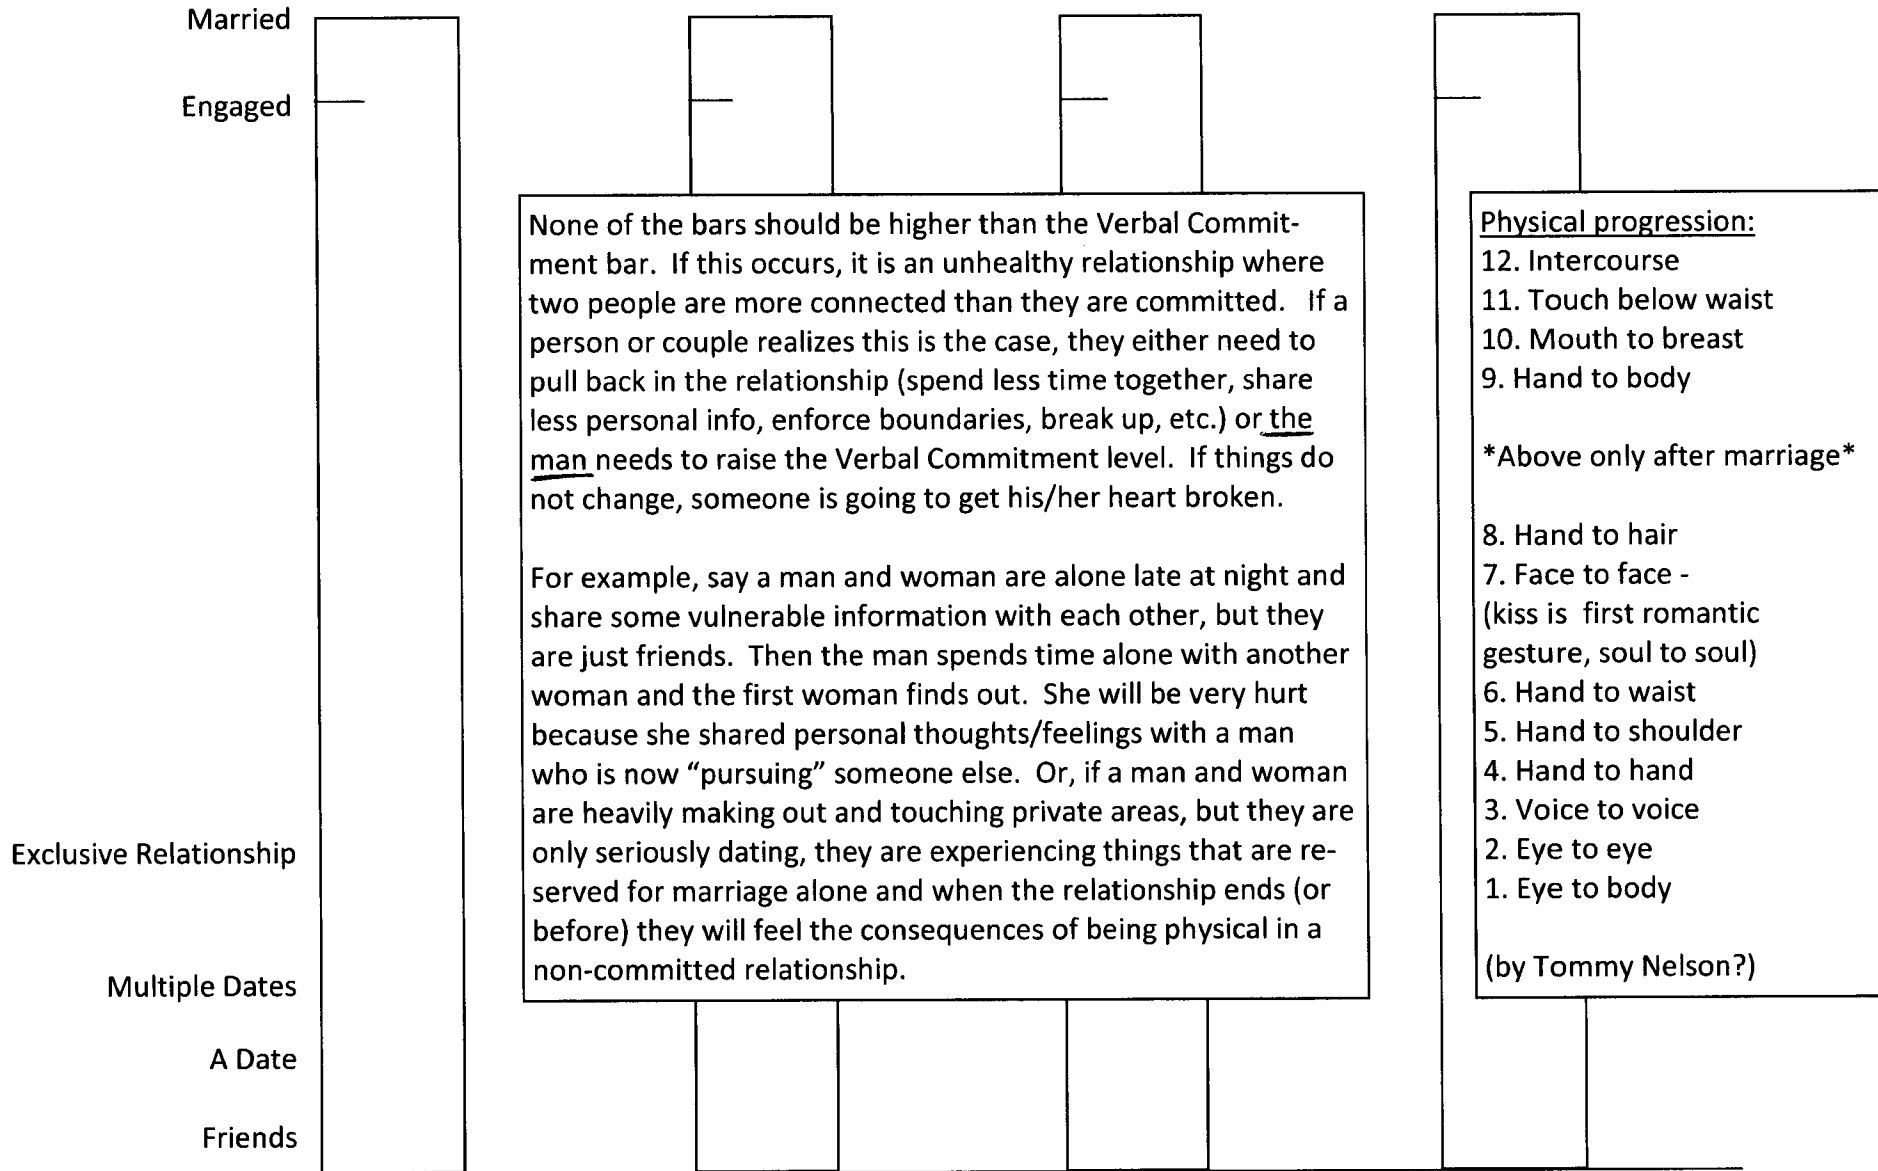 Married
Engaged
Exclusive Relationship
Multiple Dates
A Date
Friends
None of the bars should be higher than the Verbal Commit-
ment bar.  If this occurs, it is an unhealthy relationship where
two people are more connected than they are committed.   If a
person or couple realizes this is the case, they either need to
pull back in the relationship (spend less time together, share
less personal info, enforce boundaries, break up, etc.) or the
man needs to raise the Verbal Commitment level.  If things do
not change, someone is going to get his/her heart broken.
For example, say a man and woman are alone late at night and
share some vulnerable information with each other, but they
are just friends.  Then the man spends time alone with another
woman and the first woman finds out.  She will be very hurt
because she shared personal thoughts/feelings with a man
who is now “pursuing” someone else.  Or, if a man and woman
are heavily making out and touching private areas, but they are
only seriously dating, they are experiencing things that are re-
served for marriage alone and when the relationship ends (or
before) they will feel the consequences of being physical in a
non-committed relationship.
Physical progression:
12. Intercourse
11. Touch below waist
10. Mouth to breast
9. Hand to body
*Above only after marriage*
8. Hand to hair
7. Face to face -
(kiss is  first romantic
gesture, soul to soul)
6. Hand to waist
5. Hand to shoulder
4. Hand to hand
3. Voice to voice
2. Eye to eye
1. Eye to body
(by Tommy Nelson?)